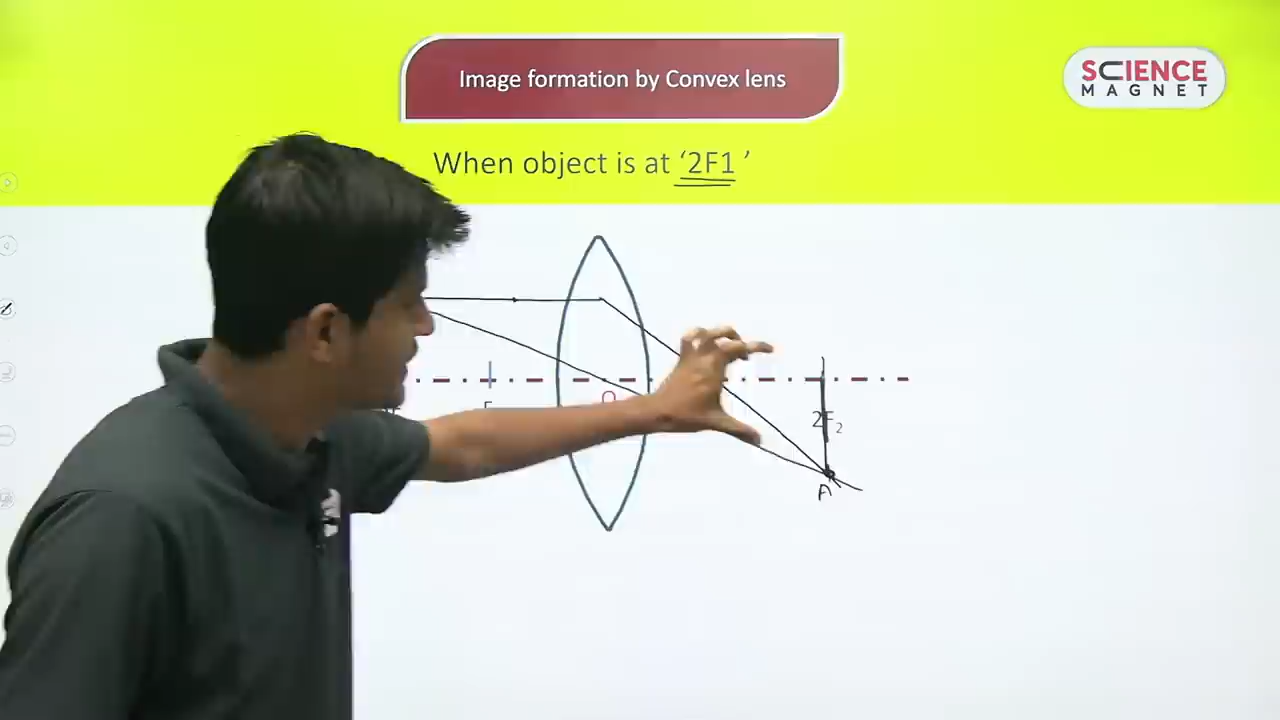 Image formation by Convex lens
SCIENCE
MAGNET
When object is at ‘2F1 ’
O
2F₂
A